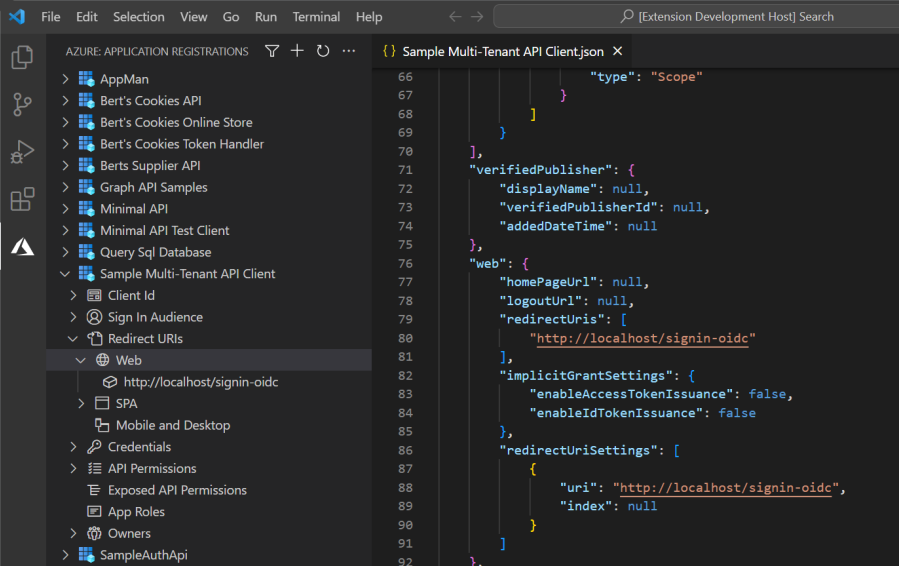 File Edit Selection View Go Run Terminal Help
[Extension Development Host] Search
AZURE: APPLICATION REGISTRATIONS
AppMan
Bert's Cookies API
Bert's Cookies Online Store
Bert's Cookies Token Handler
Berts Supplier API
Graph API Samples
Minimal API
Minimal API Test Client
Query Sql Database
Sample Multi-Tenant API Client
Client Id
Sign In Audience
Redirect URIs
Web
http://localhost/signin-oidc
SPA
Mobile and Desktop
Credentials
API Permissions
Exposed API Permissions
App Roles
Owners
SampleAuthApi
{ } Sample Multi-Tenant API Client.json
66 "type": "Scope"
67 }
68 ]
69 }
70 ],
71 "verifiedPublisher": {
72 "displayName": null,
73 "verifiedPublisherId": null,
74 "addedDateTime": null
75 },
76 "web": {
77 "homePageUrl": null,
78 "logoutUrl": null,
79 "redirectUris": [
80 "http://localhost/signin-oidc"
81 ],
82 "implicitGrantSettings": {
83 "enableAccessTokenIssuance": false,
84 "enableIdTokenIssuance": false
85 },
86 "redirectUriSettings": [
87 {
88 "uri": "http://localhost/signin-oidc",
89 "index": null
90 }
91 ]
92 },